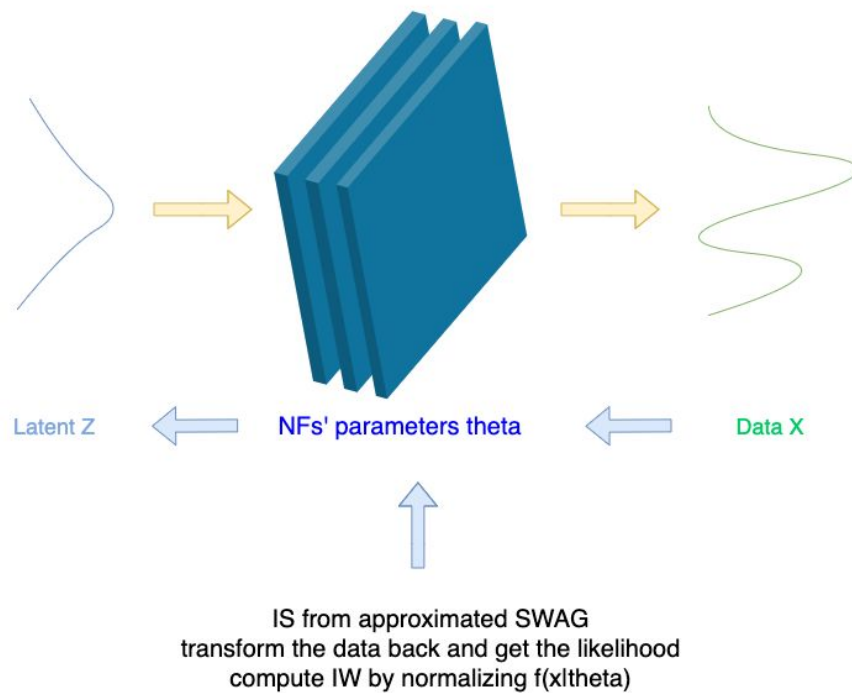 Latent Z
NFs' parameters theta
Data X
IS from approximated SWAG
transform the data back and get the likelihood
compute IW by normalizing f(x|theta)